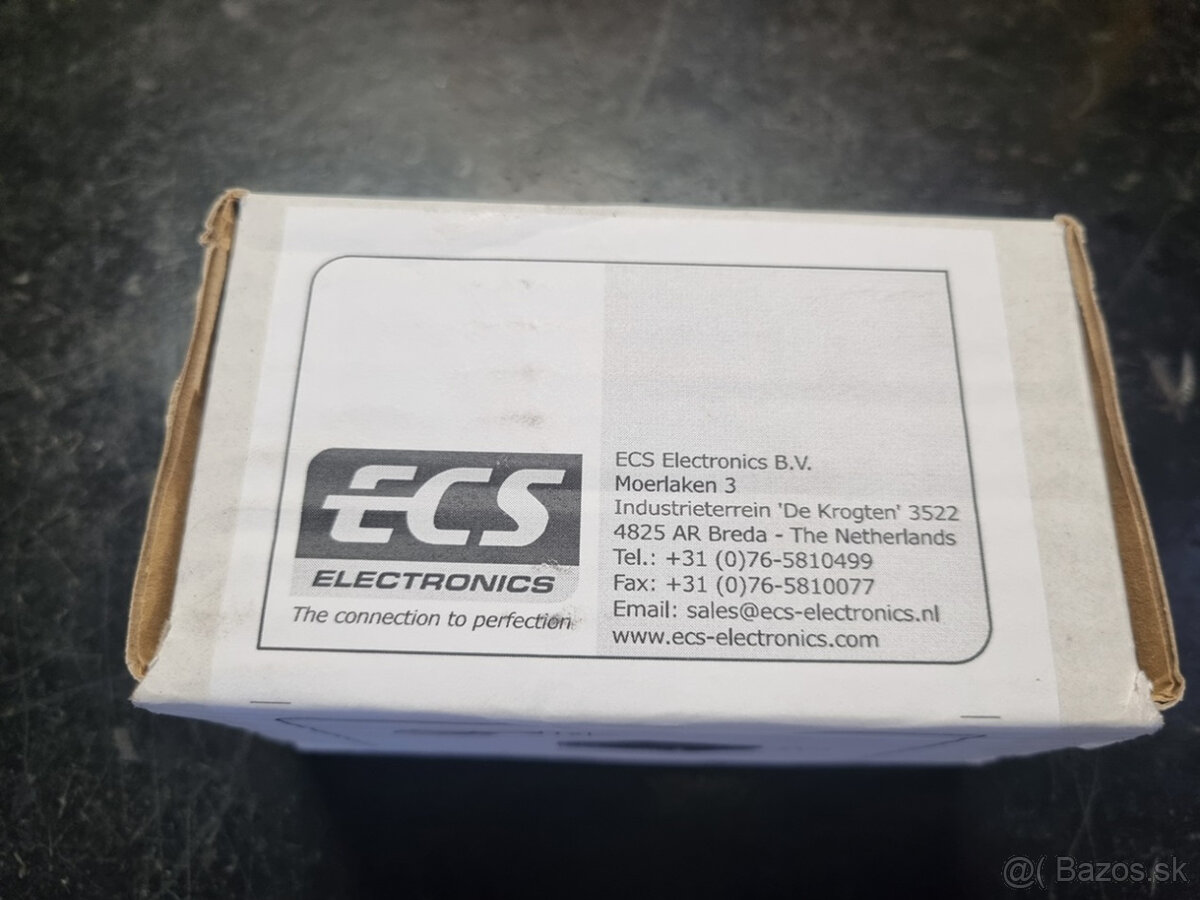 ECS
ELECTRONICS
The connection to perfection
ECS Electronics B.V.
Moerlaken 3
Industrieterrein 'De Krogten' 3522
4825 AR Breda - The Netherlands
Tel.: +31 (0)76-5810499
Fax: +31 (0)76-5810077
Email: sales@ecs-electronics.nl
www.ecs-electronics.com
@( Bazos.sk